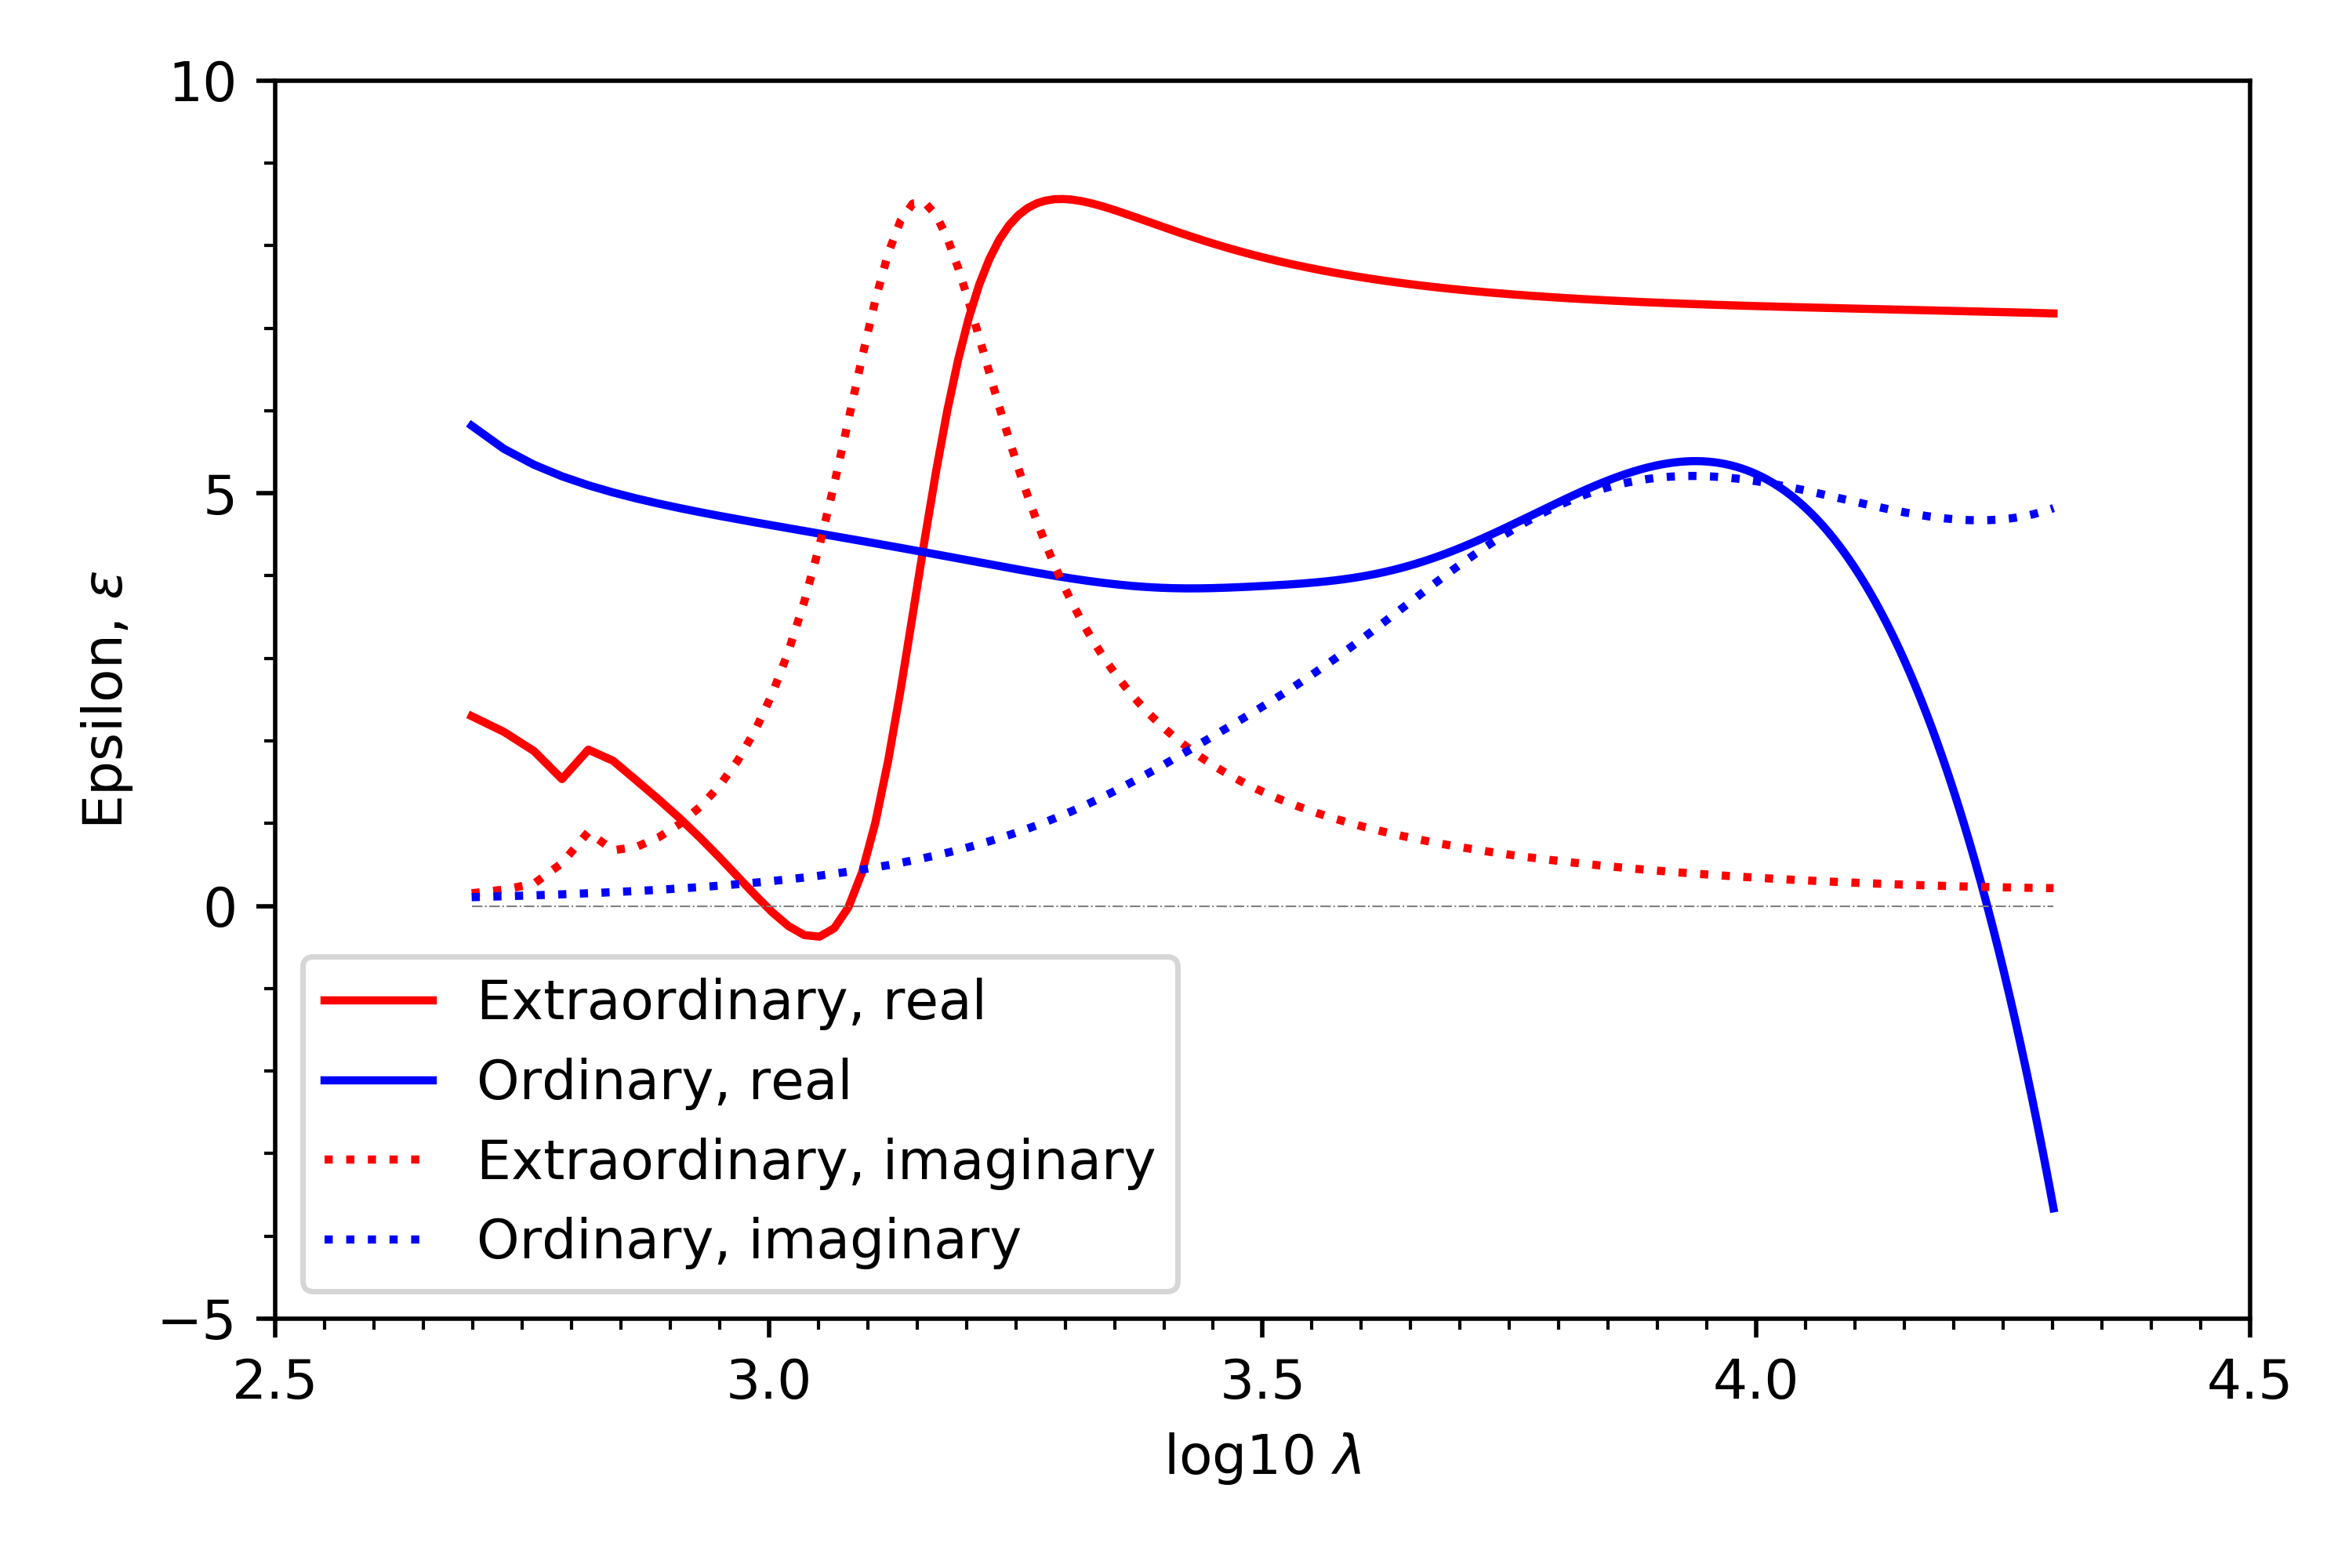 10
5
0
−5
Epsilon, ε
Extraordinary, real
Ordinary, real
Extraordinary, imaginary
Ordinary, imaginary
2.5 3.0 3.5 4.0 4.5
log10 λ